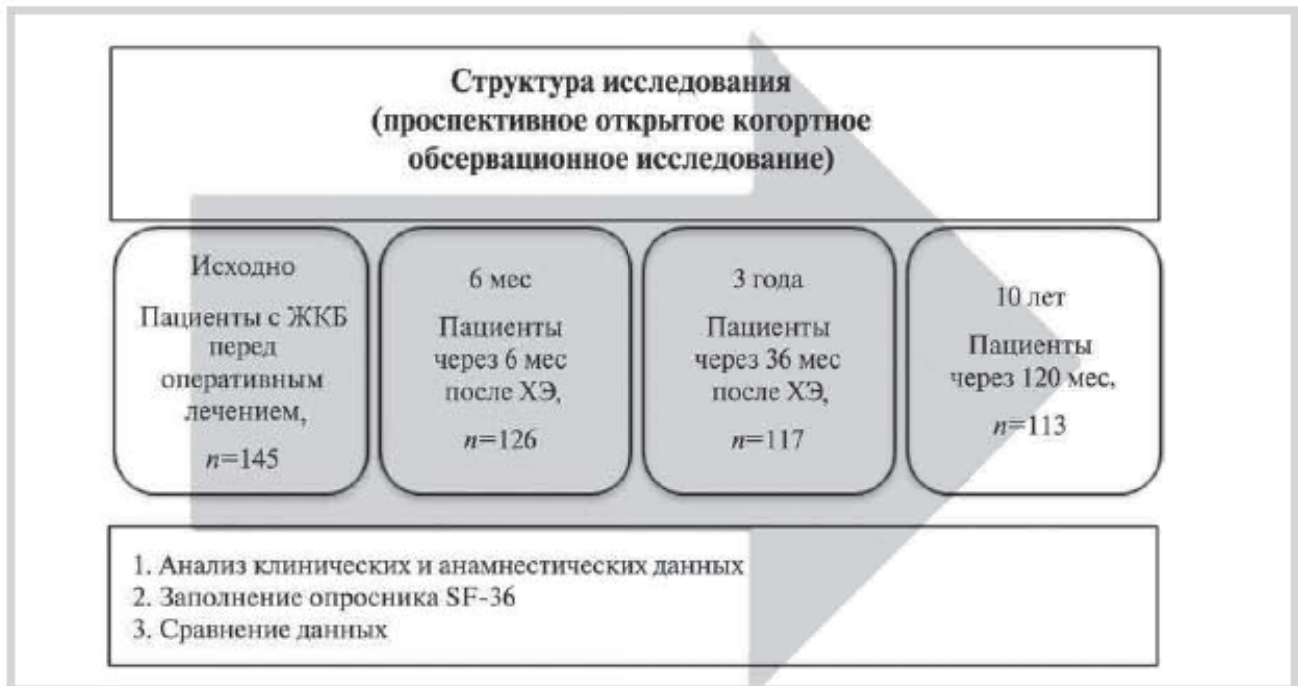 Структура исследования
(проспективное открытое когортное
обсервационное исследование)
Исходно
Пациенты с ЖКБ
перед
оперативным
лечением,
n=145
6 мес
Пациенты
через 6 мес
после ХЭ,
n=126
3 года
Пациенты
через 36 мес
после ХЭ,
n=117
10 лет
Пациенты
через 120 мес,
n=113
1. Анализ клинических и анамнестических данных
2. Заполнение опросника SF-36
3. Сравнение данных